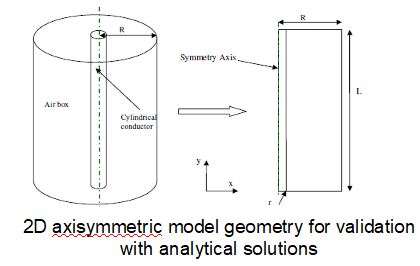 R
R
Symmetry Axis
L
Air box
Cylindrical
conductor
y
x
r
2D axisymmetric model geometry for validation
with analytical solutions